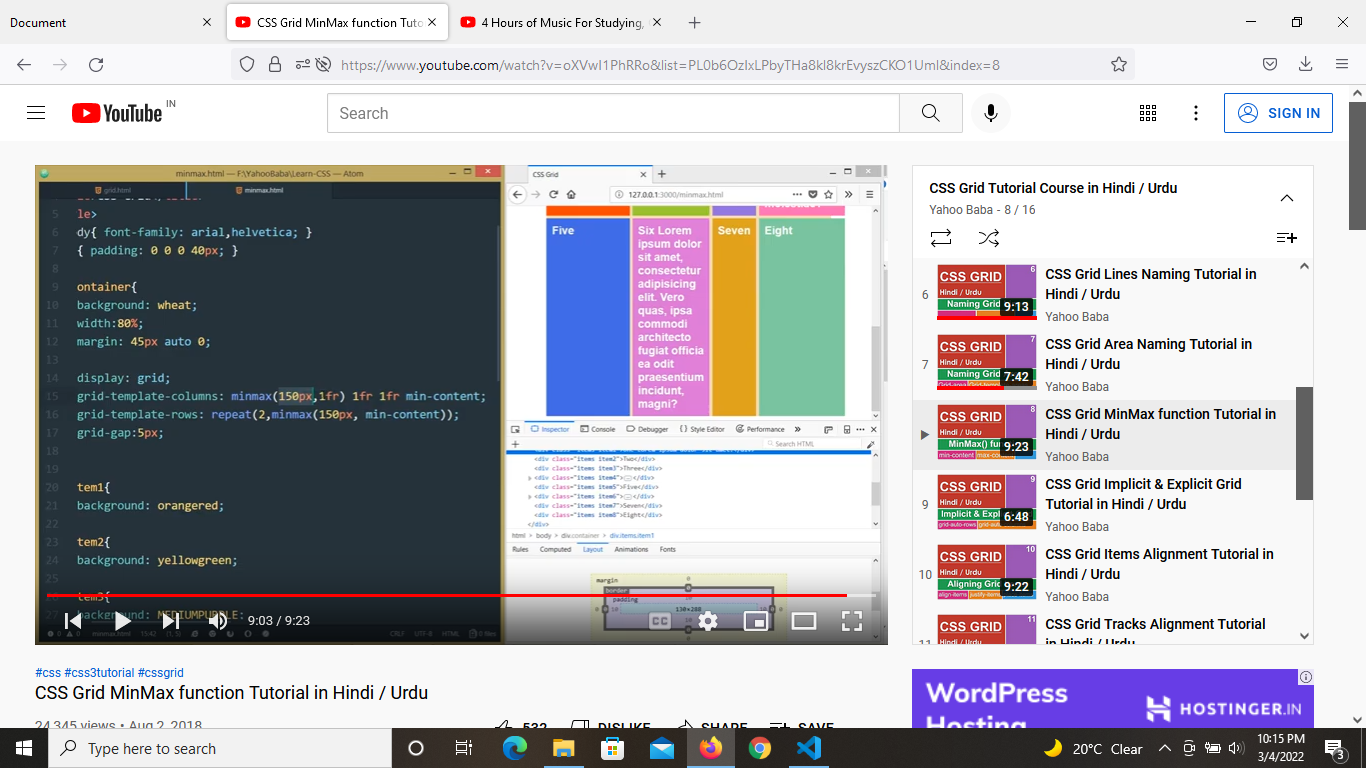 Document
CSS Grid MinMax function Tuto
4 Hours of Music For Studying,
https://www.youtube.com/watch?v=oXVwI1PhRRo&list=PL0b6OzIxLPbyTHa8kl8krEvyszCKO1UmI&index=8
YouTube IN
Search
SIGN IN
minmax.html — F:\YahooBaba\Learn-CSS — Atom
grid.html
minmax.html
5 le>
6 dy{ font-family: arial,helvetica; }
7 { padding: 0 0 0 40px; }
8
9 ontainer{
10 background: wheat;
11 width:80%;
12 margin: 45px auto 0;
13
14 display: grid;
15 grid-template-columns: minmax(150px,1fr) 1fr 1fr min-content;
16 grid-template-rows: repeat(2,minmax(150px, min-content));
17 grid-gap:5px;
18
19
20 tem1{
21 background: orangered;
22
23 tem2{
24 background: yellowgreen;
25
26 tem3{
27 background: MEDIUMPURPLE;
minmax.html 15:42
CRLF UTF-8 HTML 0 files
CSS Grid
127.0.0.1:3000/minmax.html
Five
Six Lorem
ipsum dolor
sit amet,
consectetur
adipisicing
elit. Vero
quas, ipsa
commodi
architecto
fugiat officia
ea odit
praesentium
incidunt,
magni?
Seven
Eight
Inspector Console Debugger Style Editor Performance
Search HTML
<div class="items item2">Two</div>
<div class="items item3">Three</div>
<div class="items item4"></div>
<div class="items item5">Five</div>
<div class="items item6"></div>
<div class="items item7">Seven</div>
<div class="items item8">Eight</div>
</div>
html > body > div.container > div.items.item1
Rules Computed Layout Animations Fonts
margin 0
border
padding
0 10 130×288 10 0
10
9:03 / 9:23
CC
CSS Grid Tutorial Course in Hindi / Urdu
Yahoo Baba - 8 / 16
6
CSS GRID
Hindi / Urdu
Naming Grid
9:13
CSS Grid Lines Naming Tutorial in
Hindi / Urdu
Yahoo Baba
7
CSS GRID
Hindi / Urdu
Naming Grid
7:42
CSS Grid Area Naming Tutorial in
Hindi / Urdu
Yahoo Baba
8
CSS GRID
Hindi / Urdu
MinMax() fu
min-content max-co
9:23
CSS Grid MinMax function Tutorial in
Hindi / Urdu
Yahoo Baba
9
CSS GRID
Hindi / Urdu
Implicit & Expl
grid-auto-rows
6:48
CSS Grid Implicit & Explicit Grid
Tutorial in Hindi / Urdu
Yahoo Baba
10
CSS GRID
Hindi / Urdu
Aligning Gri
align-items justify-items
9:22
CSS Grid Items Alignment Tutorial in
Hindi / Urdu
Yahoo Baba
11
CSS GRID
CSS Grid Tracks Alignment Tutorial
in Hindi / Urdu
#css #css3tutorial #cssgrid
CSS Grid MinMax function Tutorial in Hindi / Urdu
24,345 views • Aug 2, 2018
532 DISLIKE SHARE SAVE
WordPress
Hosting
HOSTINGER.IN
Type here to search
20°C Clear
10:15 PM
3/4/2022
3